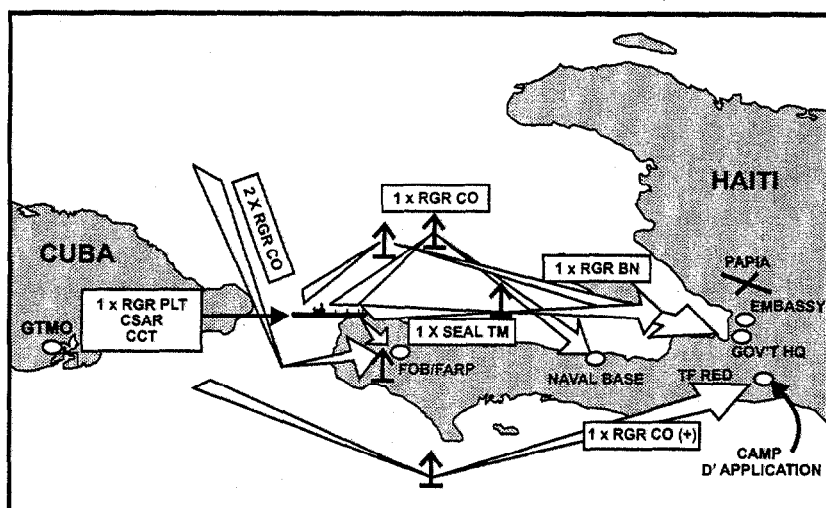 HAITI
2 X RGR CO
1 X RGR CO
CUBA
1 X RGR BN
PAPIA
1 x RGR PLT
CSAR
CCT
EMBASSY
GTMO
1 X SEAL TM
GOV'T HQ
FOB/FARP
NAVAL BASE
TF RED
1 x RGR CO (+)
CAMP
D' APPLICATION